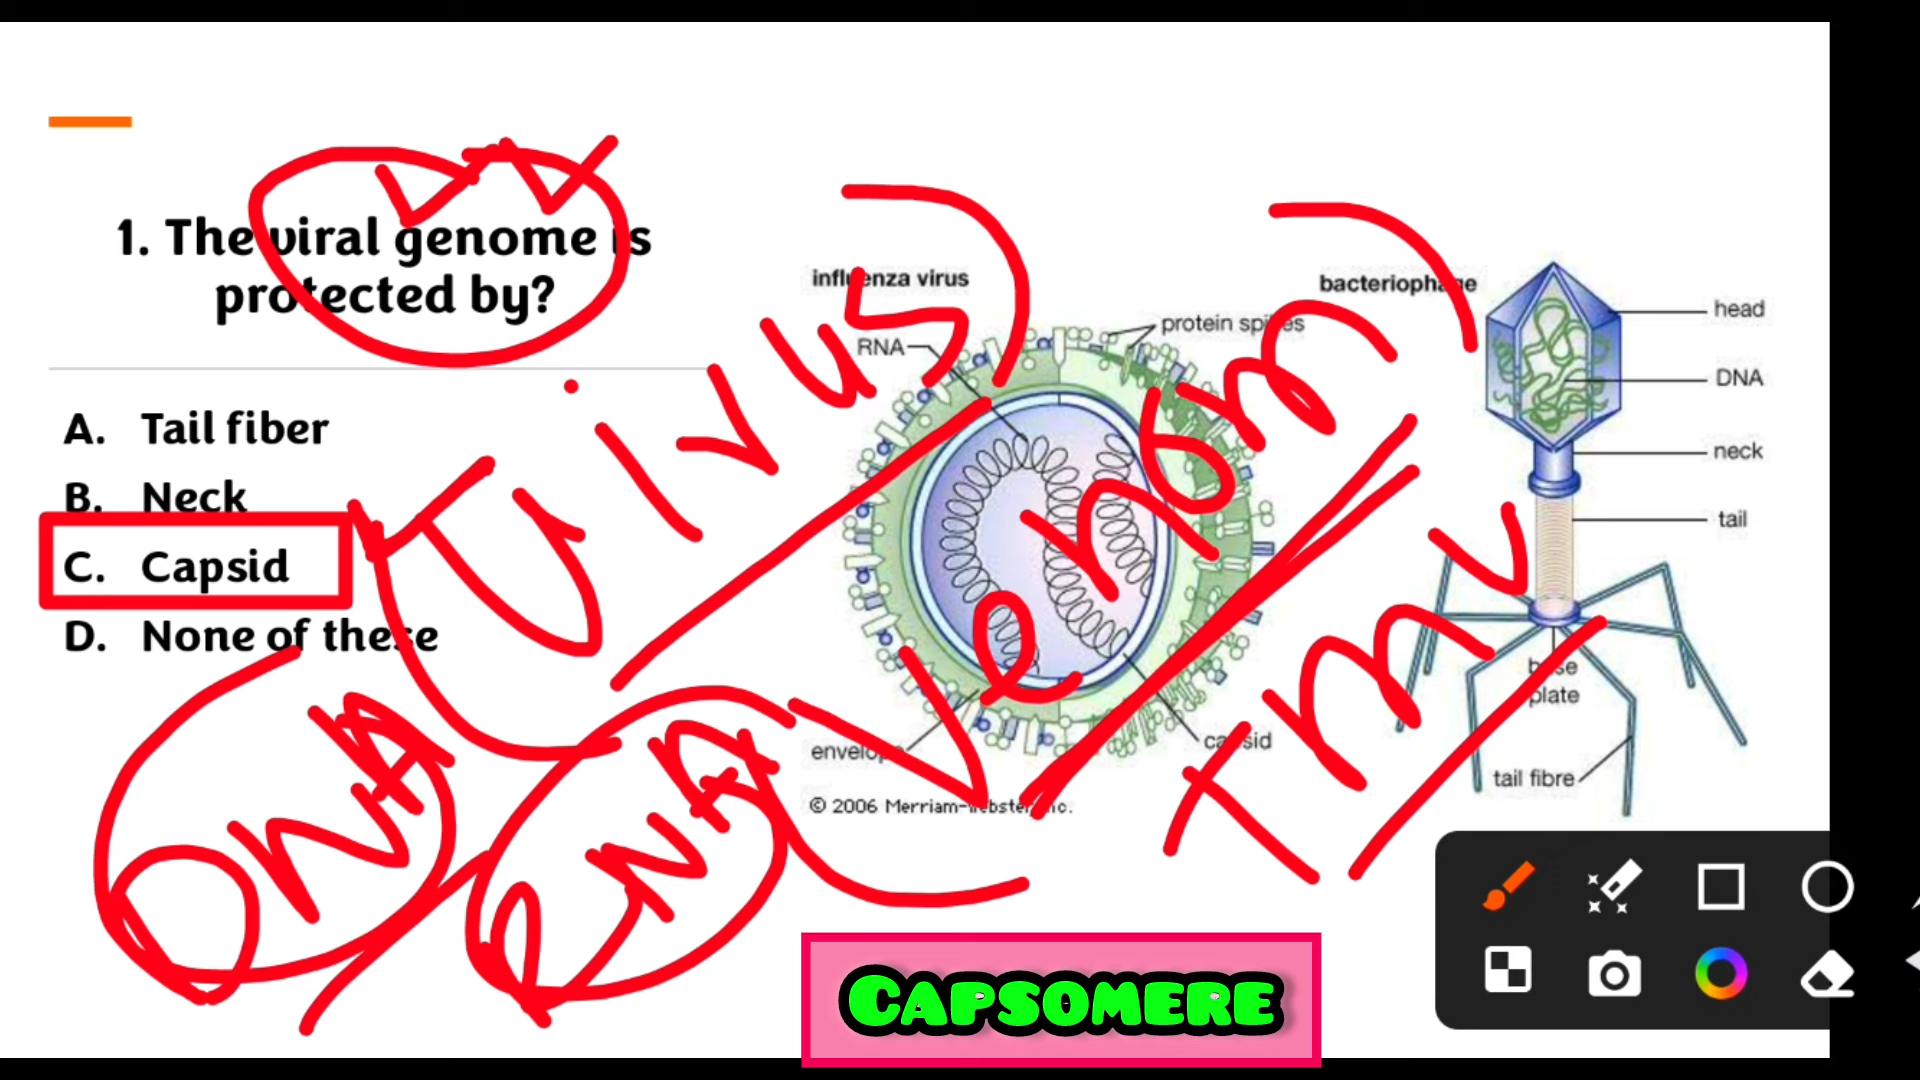 1. The viral genome is
protected by?
A. Tail fiber
B. Neck
C. Capsid
D. None of these
influenza virus
RNA
protein spikes
envelope
capsid
© 2006 Merriam-Webster, Inc.
bacteriophage
head
DNA
neck
tail
base
plate
tail fibre
Virus
Venom
TMV
DNA
RNA
CAPSOMERE